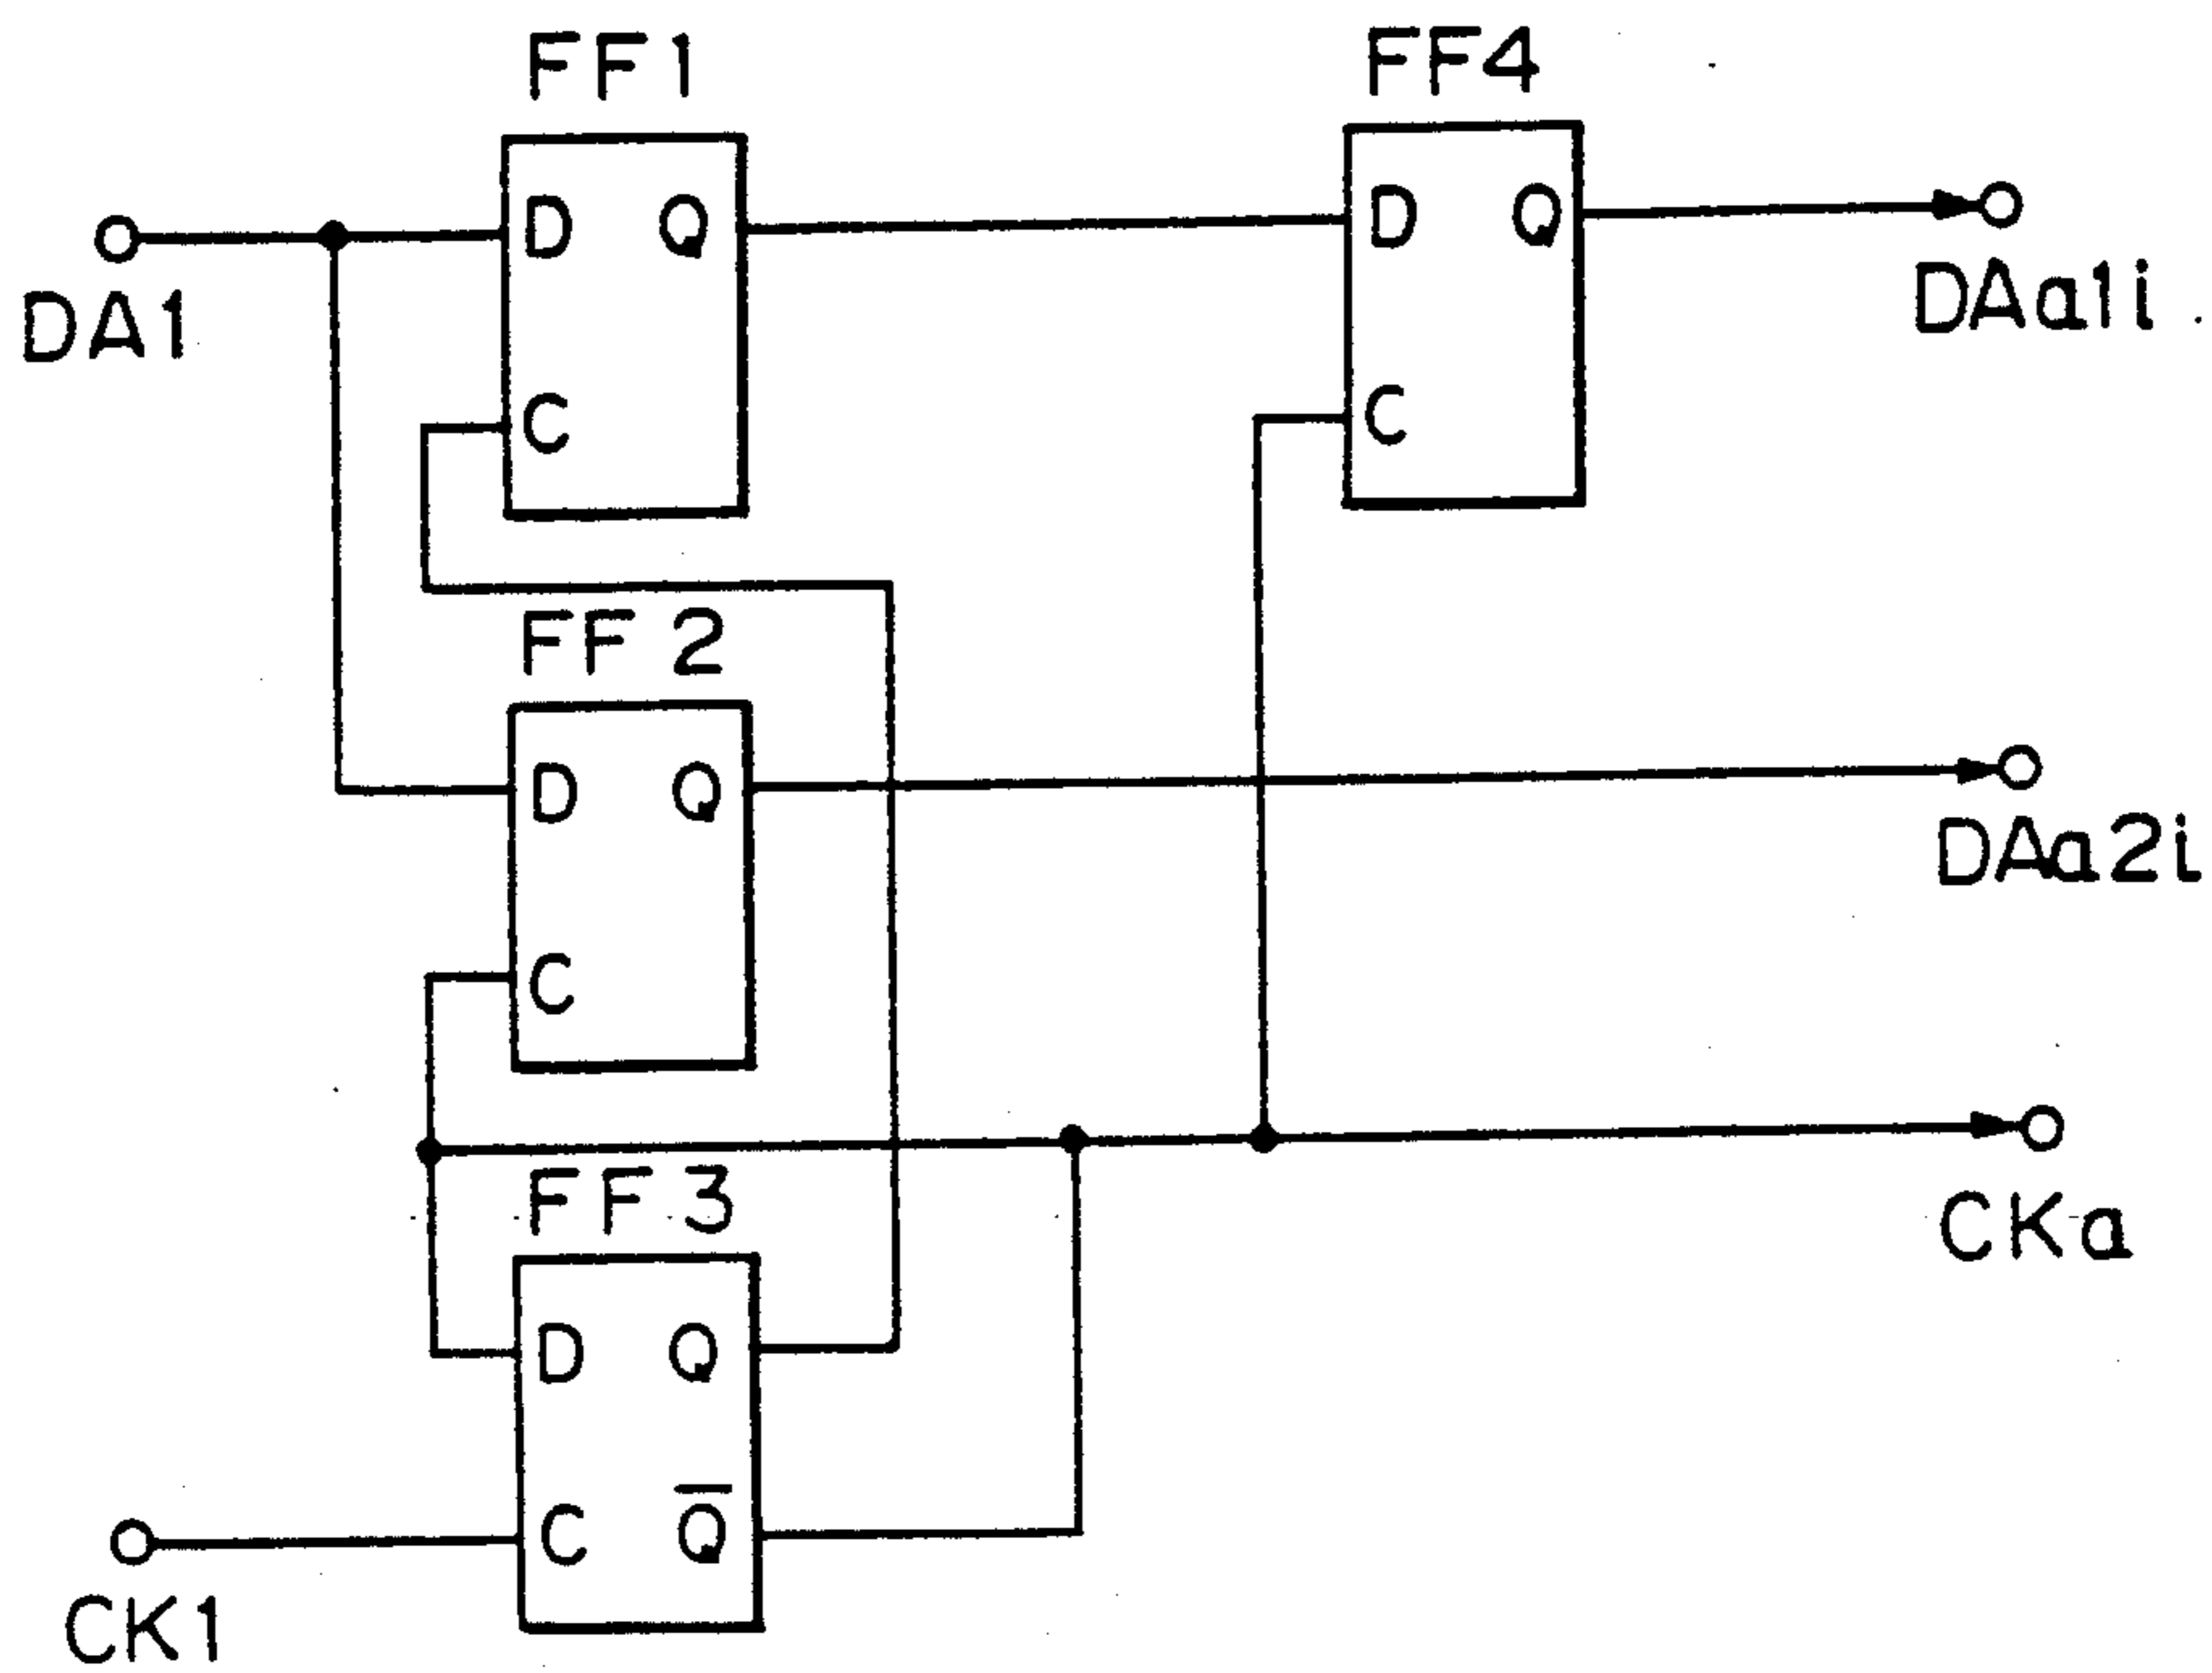 FF1
FF4
D Q
D Q
DA1
DAa1i
C
C
FF2
D Q
DAa2i
C
FF3
CKa
D Q
C Q̅
CK1